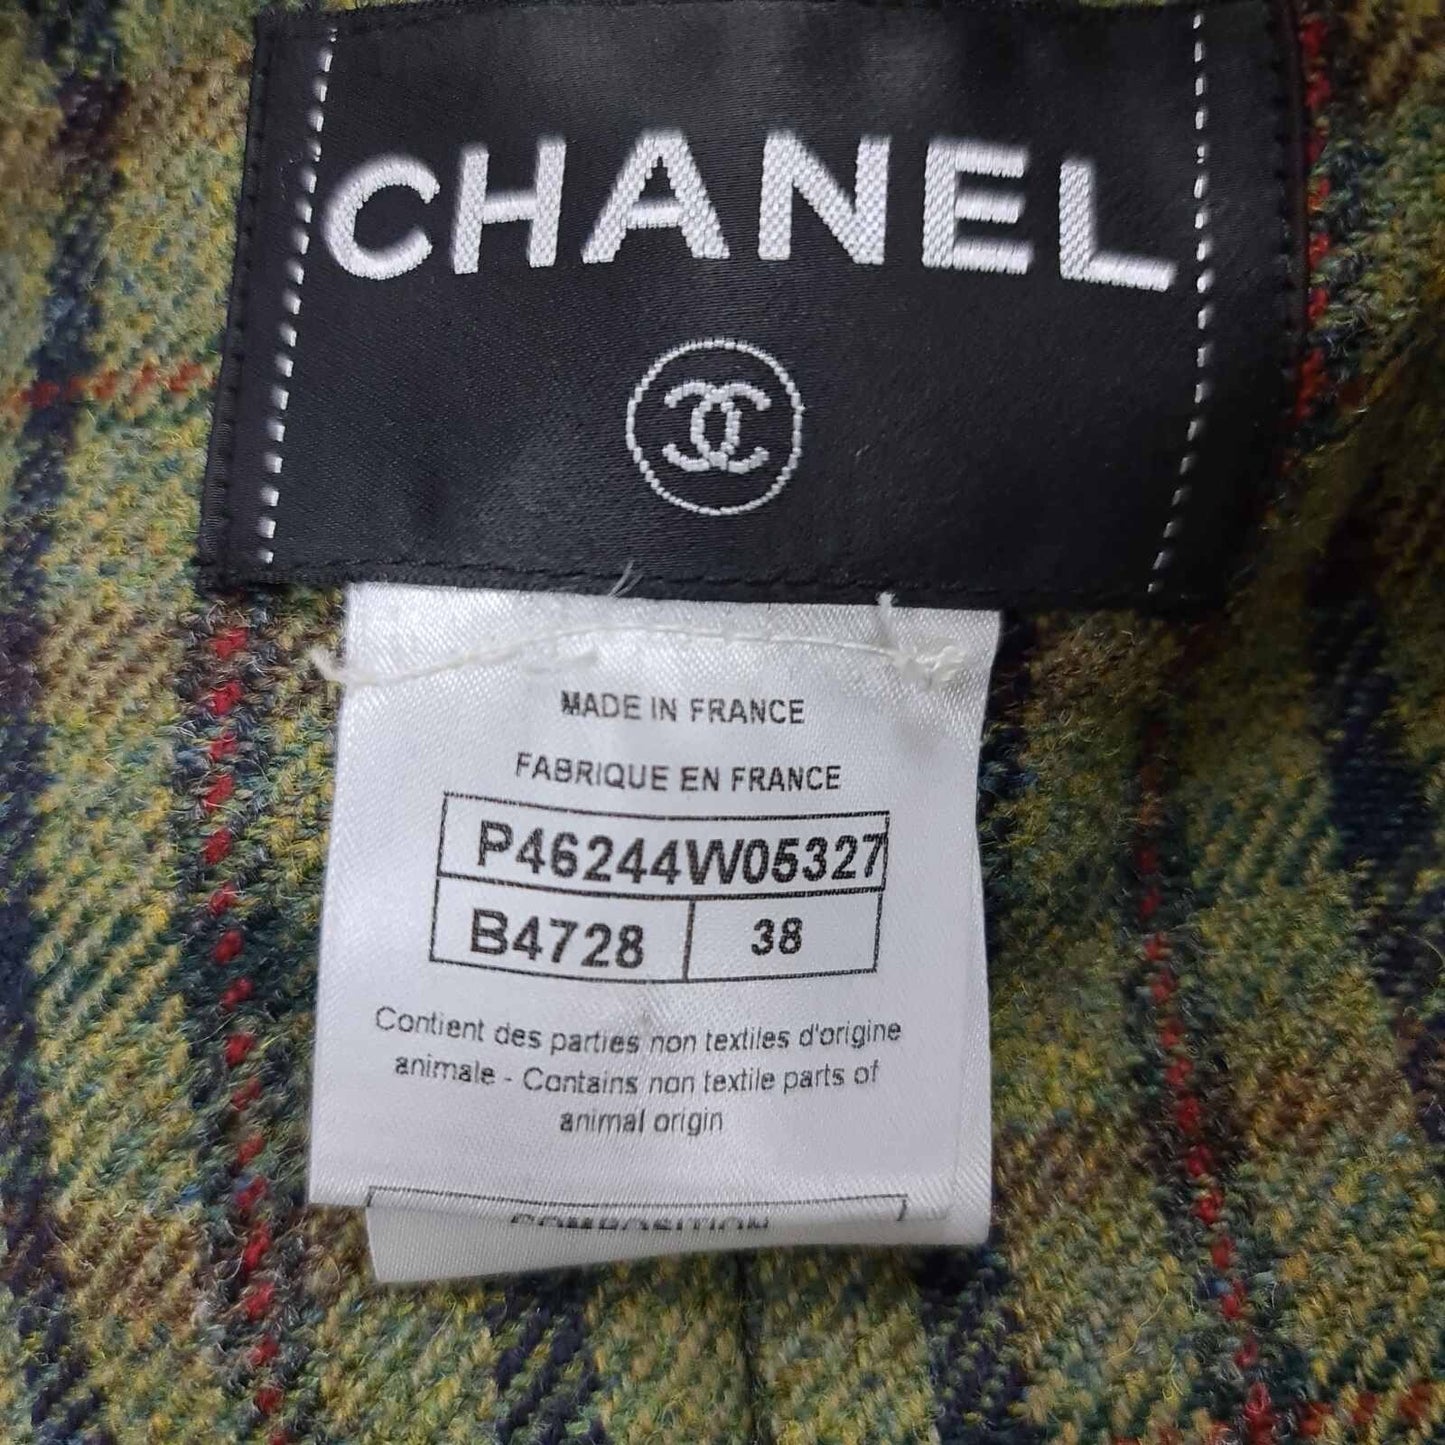 CHANEL
MADE IN FRANCE
FABRIQUE EN FRANCE
P46244W05327
B4728 38
Contient des parties non textiles d'origine
animale - Contains non textile parts of
animal origin
COMPOSITION